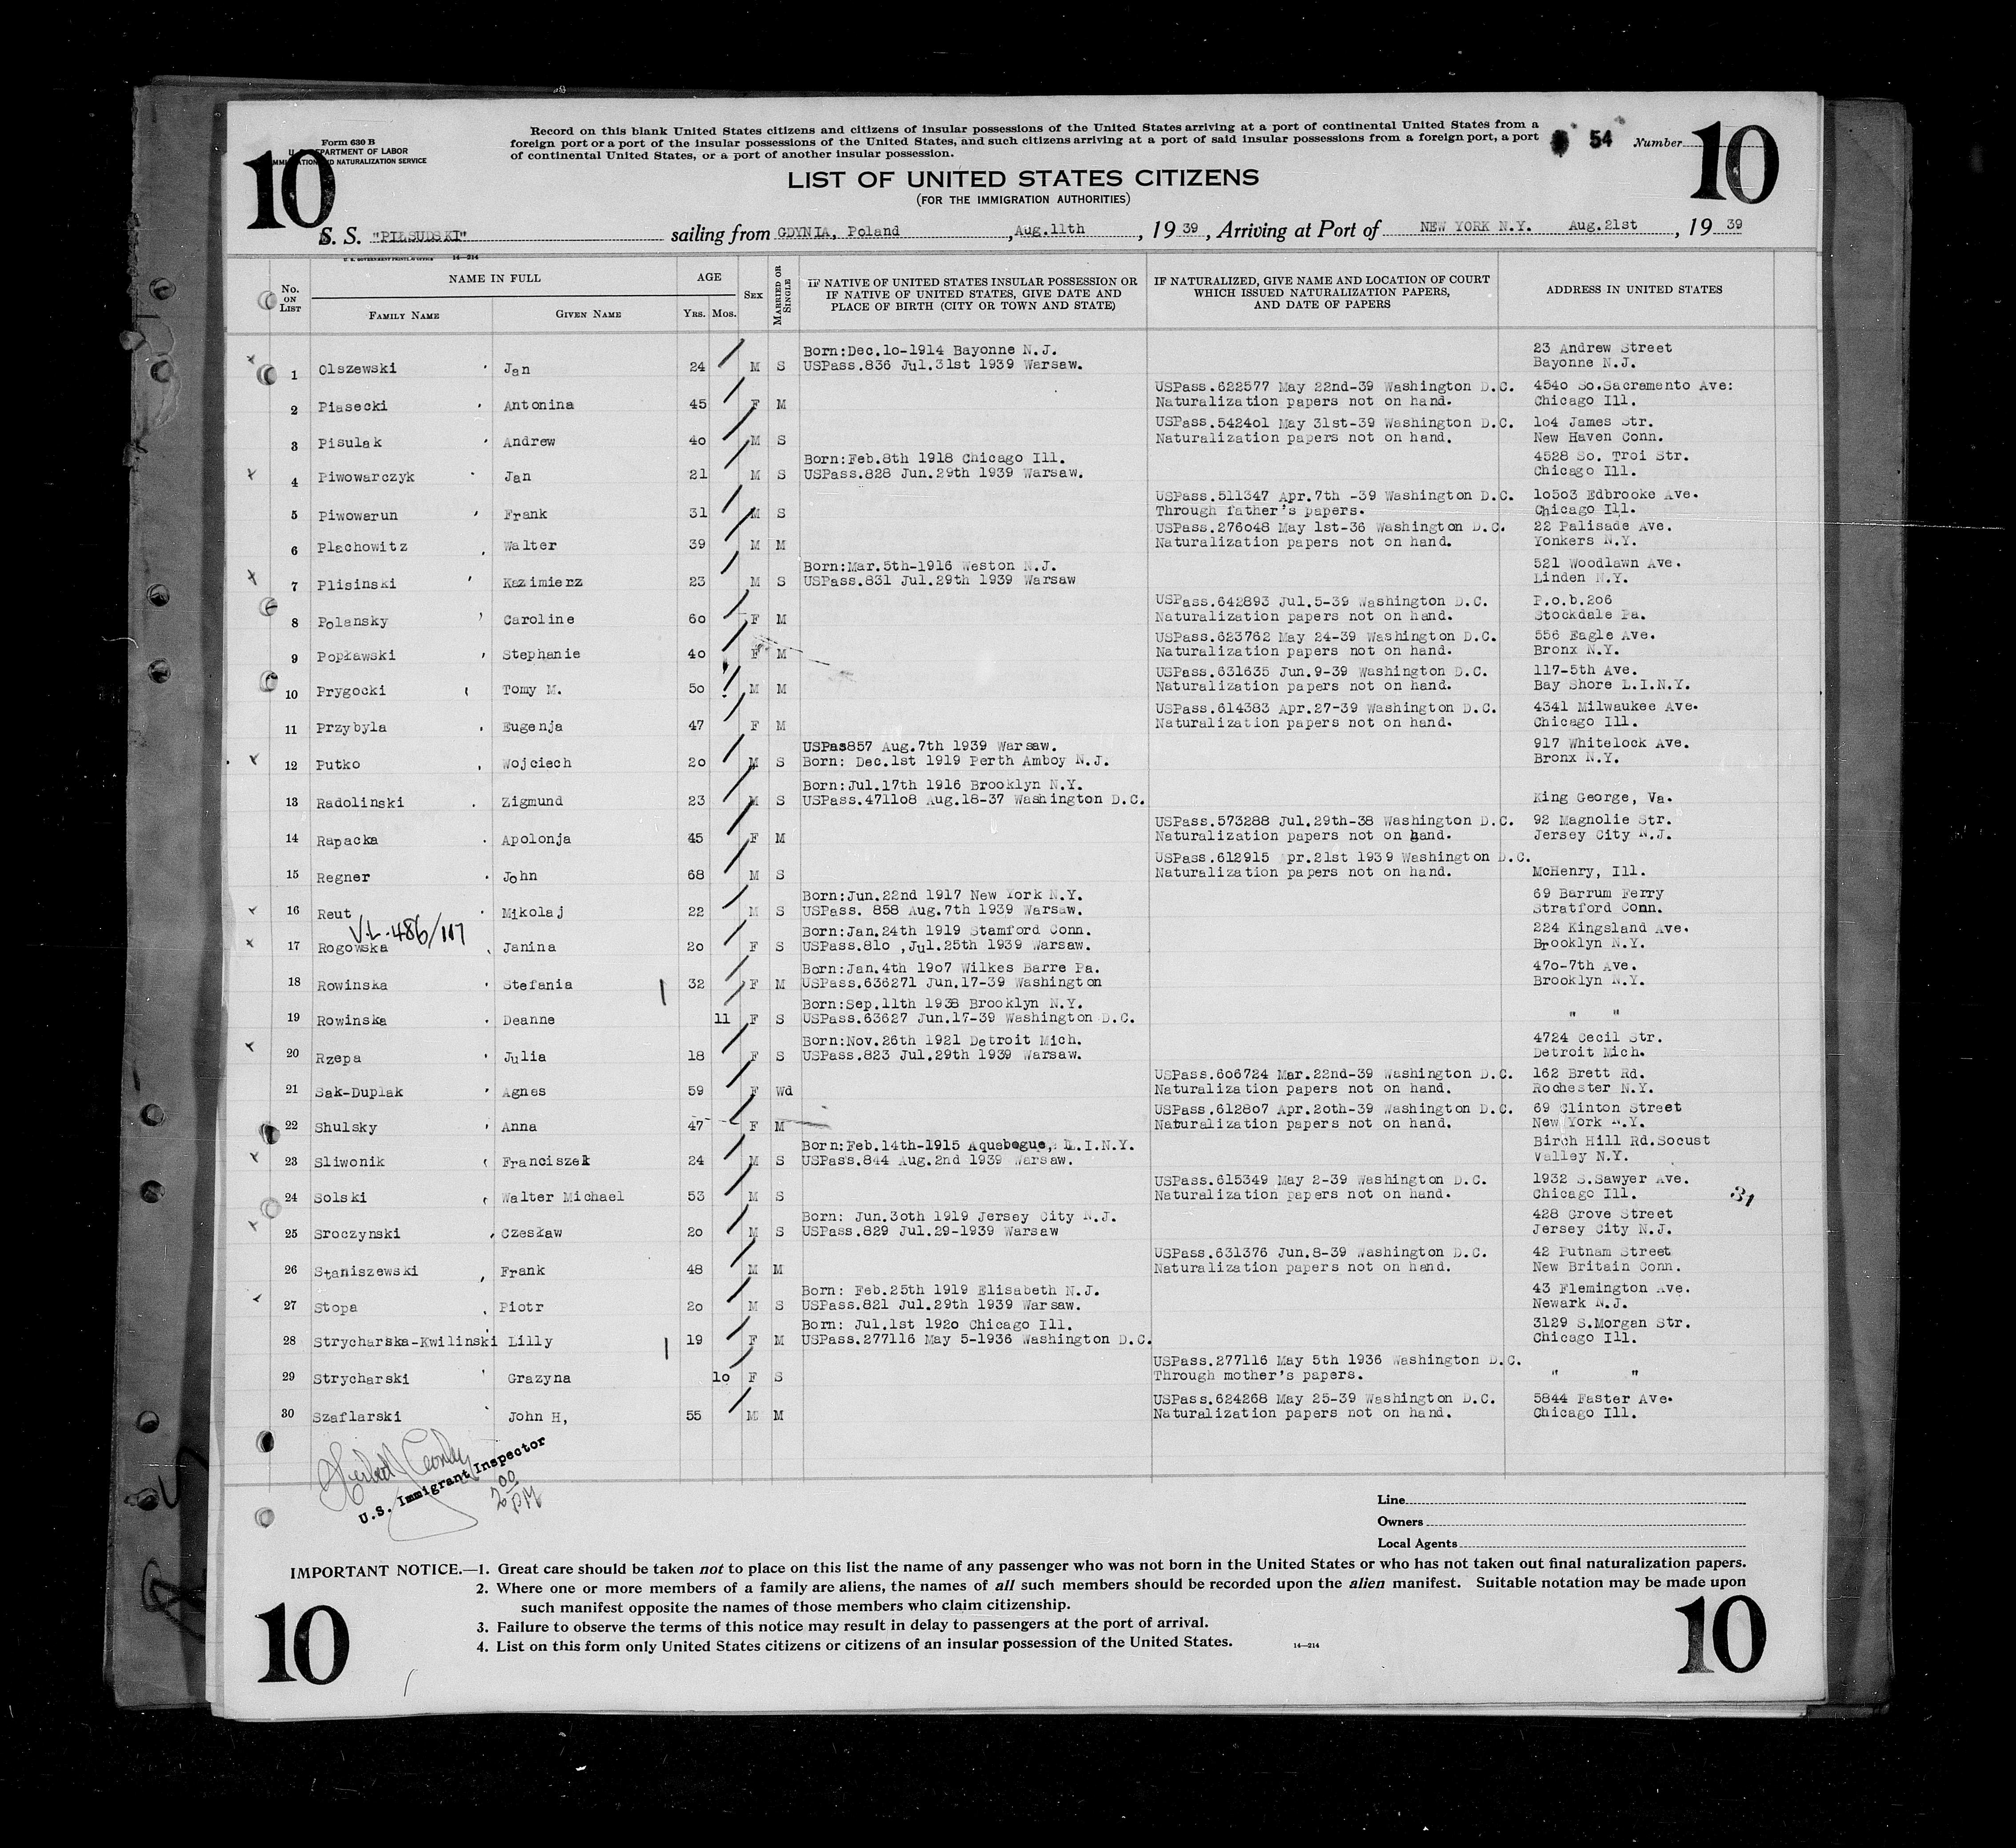 10
Form 630 B
U. S. DEPARTMENT OF LABOR
IMMIGRATION AND NATURALIZATION SERVICE
Record on this blank United States citizens and citizens of insular possessions of the United States arriving at a port of continental United States from a
foreign port or a port of the insular possessions of the United States, and such citizens arriving at a port of said insular possessions from a foreign port, a port
of continental United States, or a port of another insular possession.
54 Number
10
LIST OF UNITED STATES CITIZENS
(FOR THE IMMIGRATION AUTHORITIES)
S. S. "PIŁSUDSKI" sailing from GDYNIA, Poland ,Aug.11th , 19 39 , Arriving at Port of NEW YORK N.Y. Aug.21st , 19 39
U. S. GOVERNMENT PRINTING OFFICE 14—214
No. ON LIST
NAME IN FULL
FAMILY NAME
GIVEN NAME
AGE
YRS. MOS.
SEX
MARRIED OR SINGLE
IF NATIVE OF UNITED STATES INSULAR POSSESSION OR
IF NATIVE OF UNITED STATES, GIVE DATE AND
PLACE OF BIRTH (CITY OR TOWN AND STATE)
IF NATURALIZED, GIVE NAME AND LOCATION OF COURT
WHICH ISSUED NATURALIZATION PAPERS,
AND DATE OF PAPERS
ADDRESS IN UNITED STATES
Born:Dec.10-1914 Bayonne N.J. 23 Andrew Street
1 Olszewski Jan 24 M S USPass.836 Jul.31st 1939 Warsaw. Bayonne N.J.
USPass.622577 May 22nd-39 Washington D.C. 4540 So.Sacramento Ave:
2 Piasecki Antonina 45 F M Naturalization papers not on hand. Chicago Ill.
USPass.542401 May 31st-39 Washington D.C. 104 James Str.
3 Pisulak Andrew 40 M S Naturalization papers not on hand. New Haven Conn.
Born:Feb.8th 1918 Chicago Ill. 4528 So. Troi Str.
4 Piwowarczyk Jan 21 M S USPass.828 Jun.29th 1939 Warsaw. Chicago Ill.
USPass.511347 Apr.7th -39 Washington D.C. 10503 Edbrooke Ave.
5 Piwowarun Frank 31 M S Through father's papers. Chicago Ill.
USPass.276048 May 1st-36 Washington D.C. 22 Palisade Ave.
6 Plachowitz Walter 39 M M Naturalization papers not on hand. Yonkers N.Y.
Born:Mar.5th-1916 Weston N.J. 521 Woodlawn Ave.
7 Plisinski Kazimierz 23 M S USPass.831 Jul.29th 1939 Warsaw Linden N.Y.
USPass.642893 Jul.5-39 Washington D.C. P.o.b.206
8 Polansky Caroline 60 F M Naturalization papers not on hand. Stockdale Pa.
USPass.623762 May 24-39 Washington D.C. 556 Eagle Ave.
9 Popławski Stephanie 40 F M Naturalization papers not on hand. Bronx N.Y.
USPass.631635 Jun.9-39 Washington D.C. 117-5th Ave.
10 Prygocki Tomy M. 50 M M Naturalization papers not on hand. Bay Shore L.I.N.Y.
USPass.614383 Apr.27-39 Washington D.C. 4341 Milwaukee Ave.
11 Przybyla Eugenja 47 F M Naturalization papers not on hand. Chicago Ill.
USPas857 Aug.7th 1939 Warsaw. 917 Whitelock Ave.
12 Putko Wojciech 20 M S Born: Dec.1st 1919 Perth Amboy N.J. Bronx N.Y.
Born:Jul.17th 1916 Brooklyn N.Y.
13 Radolinski Zigmund 23 M S USPass.471108 Aug.18-37 Washington D.C. King George, Va.
USPass.573288 Jul.29th-38 Washington D.C. 92 Magnolie Str.
14 Rapacka Apolonja 45 F M Naturalization papers not on hand. Jersey City N.J.
USPass.612915 Apr.21st 1939 Washington D.C.
15 Regner John 68 M S Naturalization papers not on hand. McHenry, Ill.
Born:Jun.22nd 1917 New York N.Y. 69 Barrum Ferry
16 Reut Mikolaj 22 M S USPass. 858 Aug.7th 1939 Warsaw. Stratford Conn.
V.L. 486/117
Born:Jan.24th 1919 Stamford Conn. 224 Kingsland Ave.
17 Rogowska Janina 20 F S USPass.810 ,Jul.25th 1939 Warsaw. Brooklyn N.Y.
Born:Jan.4th 1907 Wilkes Barre Pa. 470-7th Ave.
18 Rowinska Stefania 32 F M USPass.636271 Jun.17-39 Washington Brooklyn N.Y.
Born:Sep.11th 1938 Brooklyn N.Y.
19 Rowinska Deanne 11 F S USPass.63627 Jun.17-39 Washington D.C. " "
Born:Nov.26th 1921 Detroit Mich. 4724 Cecil Str.
20 Rzepa Julia 18 F S USPass.823 Jul.29th 1939 Warsaw. Detroit Mich.
USPass.606724 Mar.22nd-39 Washington D.C. 162 Brett Rd.
21 Sak-Duplak Agnes 59 F Wd Naturalization papers not on hand. Rochester N.Y.
USPass.612807 Apr.20th-39 Washington D.C. 69 Clinton Street
22 Shulsky Anna 47 F M Naturalization papers not on hand. New York N.Y.
Born:Feb.14th-1915 Aquebogue, L.I.N.Y. Birch Hill Rd.Socust
23 Sliwonik Franciszek 24 M S USPass.844 Aug.2nd 1939 Warsaw. Valley N.Y.
USPass.615349 May 2-39 Washington D.C. 1932 S.Sawyer Ave.
24 Solski Walter Michael 53 M S Naturalization papers not on hand. Chicago Ill. 31
Born: Jun.30th 1919 Jersey City N.J. 428 Grove Street
25 Sroczynski Czesław 20 M S USPass.829 Jul.29-1939 Warsaw Jersey City N.J.
USPass.631376 Jun.8-39 Washington D.C. 42 Putnam Street
26 Staniszewski Frank 48 M M Naturalization papers not on hand. New Britain Conn.
Born: Feb.25th 1919 Elisabeth N.J. 43 Flemington Ave.
27 Stopa Piotr 20 M S USPass.821 Jul.29th 1939 Warsaw. Newark N.J.
Born: Jul.1st 1920 Chicago Ill. 3129 S.Morgan Str.
28 Strycharska-Kwilinski Lilly 19 F M USPass.277116 May 5-1936 Washington D.C. Chicago Ill.
USPass.277116 May 5th 1936 Washington D.C.
29 Strycharski Grazyna 10 F S Through mother's papers. " "
USPass.624268 May 25-39 Washington D.C. 5844 Faster Ave.
30 Szaflarski John H, 55 M M Naturalization papers not on hand. Chicago Ill.
U.S. Immigrant Inspector
2 00 PM
Line
Owners
Local Agents
IMPORTANT NOTICE.—1. Great care should be taken not to place on this list the name of any passenger who was not born in the United States or who has not taken out final naturalization papers.
2. Where one or more members of a family are aliens, the names of all such members should be recorded upon the alien manifest. Suitable notation may be made upon
such manifest opposite the names of those members who claim citizenship.
3. Failure to observe the terms of this notice may result in delay to passengers at the port of arrival.
4. List on this form only United States citizens or citizens of an insular possession of the United States. 14—214
10
10